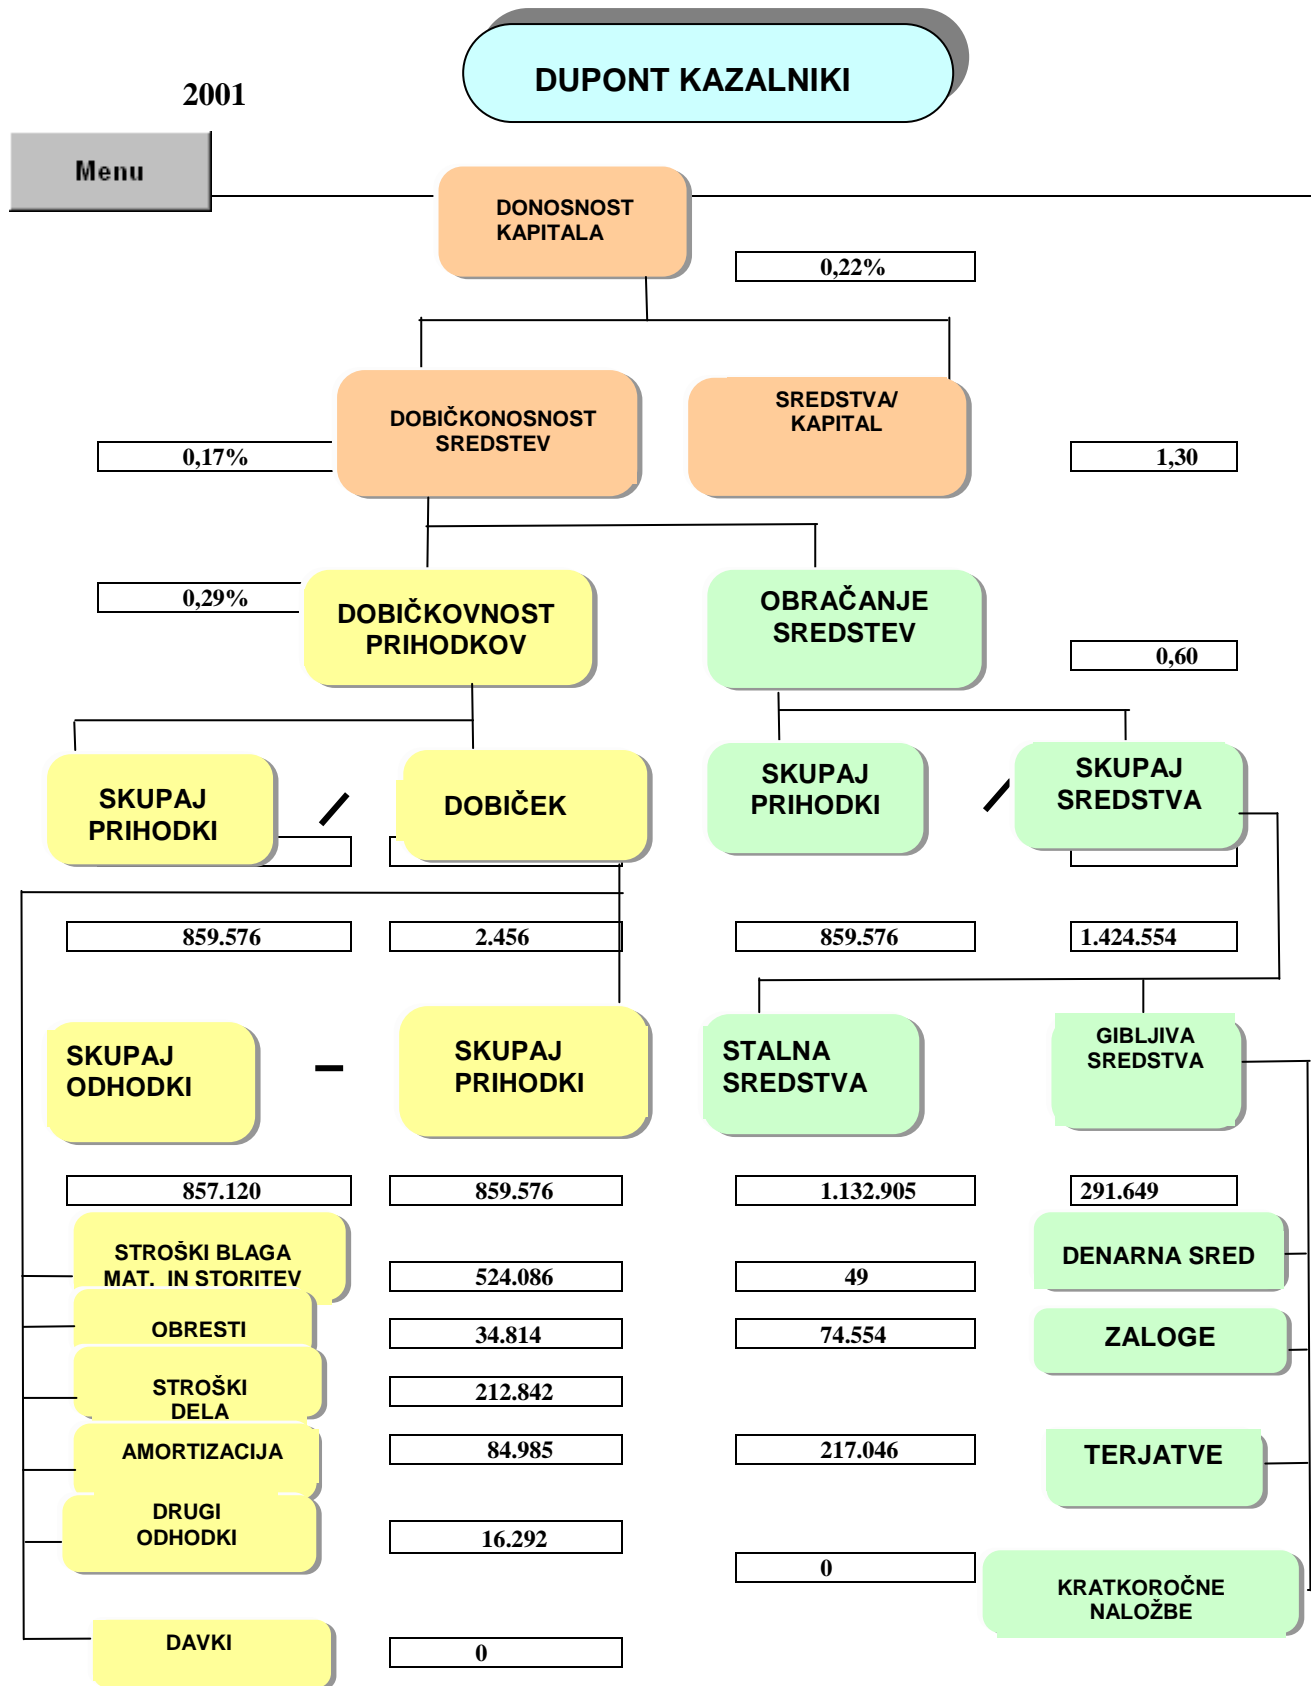 DUPONT KAZALNIKI
2001
Menu
DONOSNOST
KAPITALA
0,22%
DOBIČKONOSNOST
SREDSTEV
SREDSTVA/
KAPITAL
0,17%
1,30
0,29%
DOBIČKOVNOST
PRIHODKOV
OBRAČANJE
SREDSTEV
0,60
SKUPAJ
PRIHODKI
/
DOBIČEK
SKUPAJ
PRIHODKI
/
SKUPAJ
SREDSTVA
859.576
2.456
859.576
1.424.554
SKUPAJ
ODHODKI
–
SKUPAJ
PRIHODKI
STALNA
SREDSTVA
GIBLJIVA
SREDSTVA
857.120
859.576
1.132.905
291.649
STROŠKI BLAGA
MAT. IN STORITEV
524.086
49
DENARNA SRED
OBRESTI
34.814
74.554
ZALOGE
STROŠKI
DELA
212.842
AMORTIZACIJA
84.985
217.046
TERJATVE
DRUGI
ODHODKI
16.292
0
KRATKOROČNE
NALOŽBE
DAVKI
0